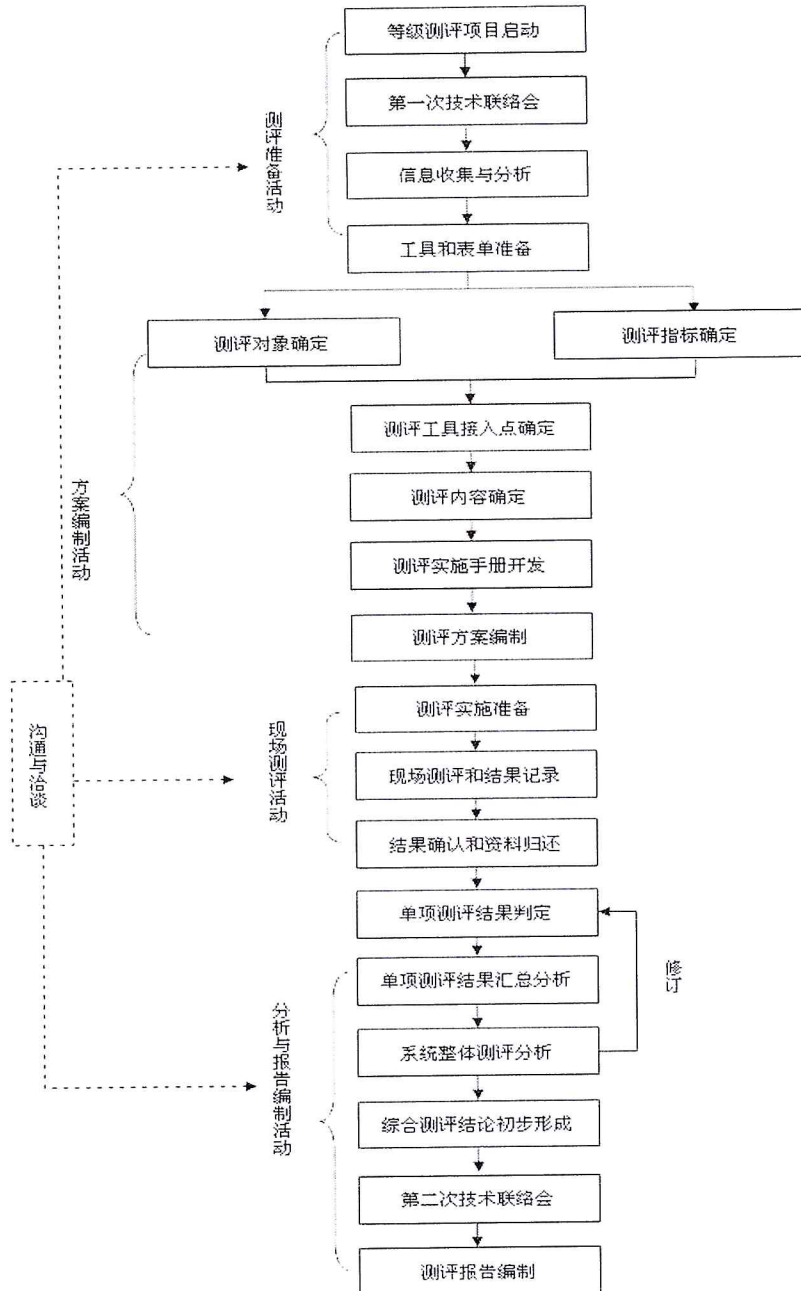 等级测评项目启动
第一次技术联络会
信息收集与分析
工具和表单准备
测评准备活动
测评对象确定
测评指标确定
测评工具接入点确定
测评内容确定
测评实施手册开发
测评方案编制
方案编制活动
测评实施准备
现场测评和结果记录
结果确认和资料归还
现场测评活动
沟通与洽谈
单项测评结果判定
单项测评结果汇总分析
系统整体测评分析
修订
综合测评结论初步形成
第二次技术联络会
测评报告编制
分析与报告编制活动